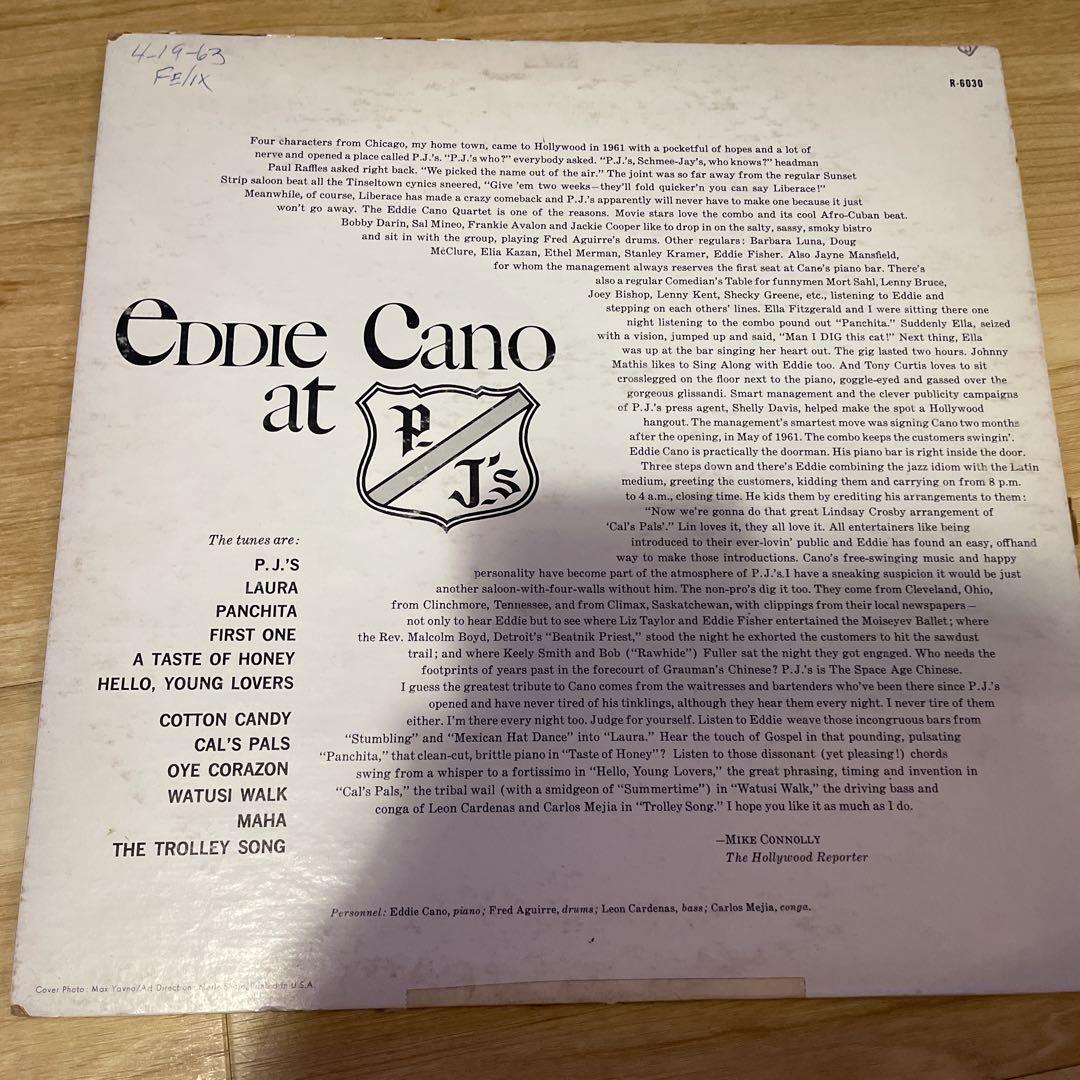 4-19-63
Felix
R-6030
Four characters from Chicago, my home town, came to Hollywood in 1961 with a pocketful of hopes and a lot of
nerve and opened a place called P.J.'s. "P.J.'s who?" everybody asked. "P.J.'s, Schmee-Jay's, who knows?" headman
Paul Raffles asked right back. "We picked the name out of the air." The joint was so far away from the regular Sunset
Strip saloon beat all the Tinseltown cynics sneered, "Give 'em two weeks—they'll fold quicker'n you can say Liberace!"
Meanwhile, of course, Liberace has made a crazy comeback and P.J.'s apparently will never have to make one because it just
won't go away. The Eddie Cano Quartet is one of the reasons. Movie stars love the combo and its cool Afro-Cuban beat.
Bobby Darin, Sal Mineo, Frankie Avalon and Jackie Cooper like to drop in on the salty, sassy, smoky bistro
and sit in with the group, playing Fred Aguirre's drums. Other regulars: Barbara Luna, Doug
McClure, Elia Kazan, Ethel Merman, Stanley Kramer, Eddie Fisher. Also Jayne Mansfield,
for whom the management always reserves the first seat at Cane's piano bar. There's
also a regular Comedian's Table for funnymen Mort Sahl, Lenny Bruce,
Joey Bishop, Lenny Kent, Shecky Greene, etc., listening to Eddie and
stepping on each others' lines. Ella Fitzgerald and I were sitting there one
night listening to the combo pound out "Panchita." Suddenly Ella, seized
with a vision, jumped up and said, "Man I DIG this cat!" Next thing, Ella
was up at the bar singing her heart out. The gig lasted two hours. Johnny
Mathis likes to Sing Along with Eddie too. And Tony Curtis loves to sit
crosslegged on the floor next to the piano, goggle-eyed and gassed over the
gorgeous glissandi. Smart management and the clever publicity campaigns
of P.J.'s press agent, Shelly Davis, helped make the spot a Hollywood
hangout. The management's smartest move was signing Cano two months
after the opening, in May of 1961. The combo keeps the customers swingin'.
Eddie Cano is practically the doorman. His piano bar is right inside the door.
Three steps down and there's Eddie combining the jazz idiom with the Latin
medium, greeting the customers, kidding them and carrying on from 8 p.m.
to 4 a.m., closing time. He kids them by crediting his arrangements to them:
"Now we're gonna do that great Lindsay Crosby arrangement of
'Cal's Pals'." Lin loves it, they all love it. All entertainers like being
introduced to their ever-lovin' public and Eddie has found an easy, offhand
way to make those introductions. Cano's free-swinging music and happy
personality have become part of the atmosphere of P.J.'s.I have a sneaking suspicion it would be just
another saloon-with-four-walls without him. The non-pro's dig it too. They come from Cleveland, Ohio,
from Clinchmore, Tennessee, and from Climax, Saskatchewan, with clippings from their local newspapers—
not only to hear Eddie but to see where Liz Taylor and Eddie Fisher entertained the Moiseyev Ballet; where
the Rev. Malcolm Boyd, Detroit's "Beatnik Priest," stood the night he exhorted the customers to hit the sawdust
trail; and where Keely Smith and Bob ("Rawhide") Fuller sat the night they got engaged. Who needs the
footprints of years past in the forecourt of Grauman's Chinese? P.J.'s is The Space Age Chinese.
I guess the greatest tribute to Cano comes from the waitresses and bartenders who've been there since P.J.'s
opened and have never tired of his tinklings, although they hear them every night. I never tire of them
either. I'm there every night too. Judge for yourself. Listen to Eddie weave those incongruous bars from
"Stumbling" and "Mexican Hat Dance" into "Laura." Hear the touch of Gospel in that pounding, pulsating
"Panchita," that clean-cut, brittle piano in "Taste of Honey"? Listen to those dissonant (yet pleasing!) chords
swing from a whisper to a fortissimo in "Hello, Young Lovers," the great phrasing, timing and invention in
"Cal's Pals," the tribal wail (with a smidgeon of "Summertime") in "Watusi Walk," the driving bass and
conga of Leon Cardenas and Carlos Mejia in "Trolley Song." I hope you like it as much as I do.
—MIKE CONNOLLY
The Hollywood Reporter
EDDIE Cano
at
P.
J.'s
The tunes are:
P.J.'S
LAURA
PANCHITA
FIRST ONE
A TASTE OF HONEY
HELLO, YOUNG LOVERS
COTTON CANDY
CAL'S PALS
OYE CORAZON
WATUSI WALK
MAHA
THE TROLLEY SONG
Personnel: Eddie Cano, piano; Fred Aguirre, drums; Leon Cardenas, bass; Carlos Mejia, conga.
Cover Photo: Max Yavno/Art Direction: Merle Shore, Printed in U.S.A.